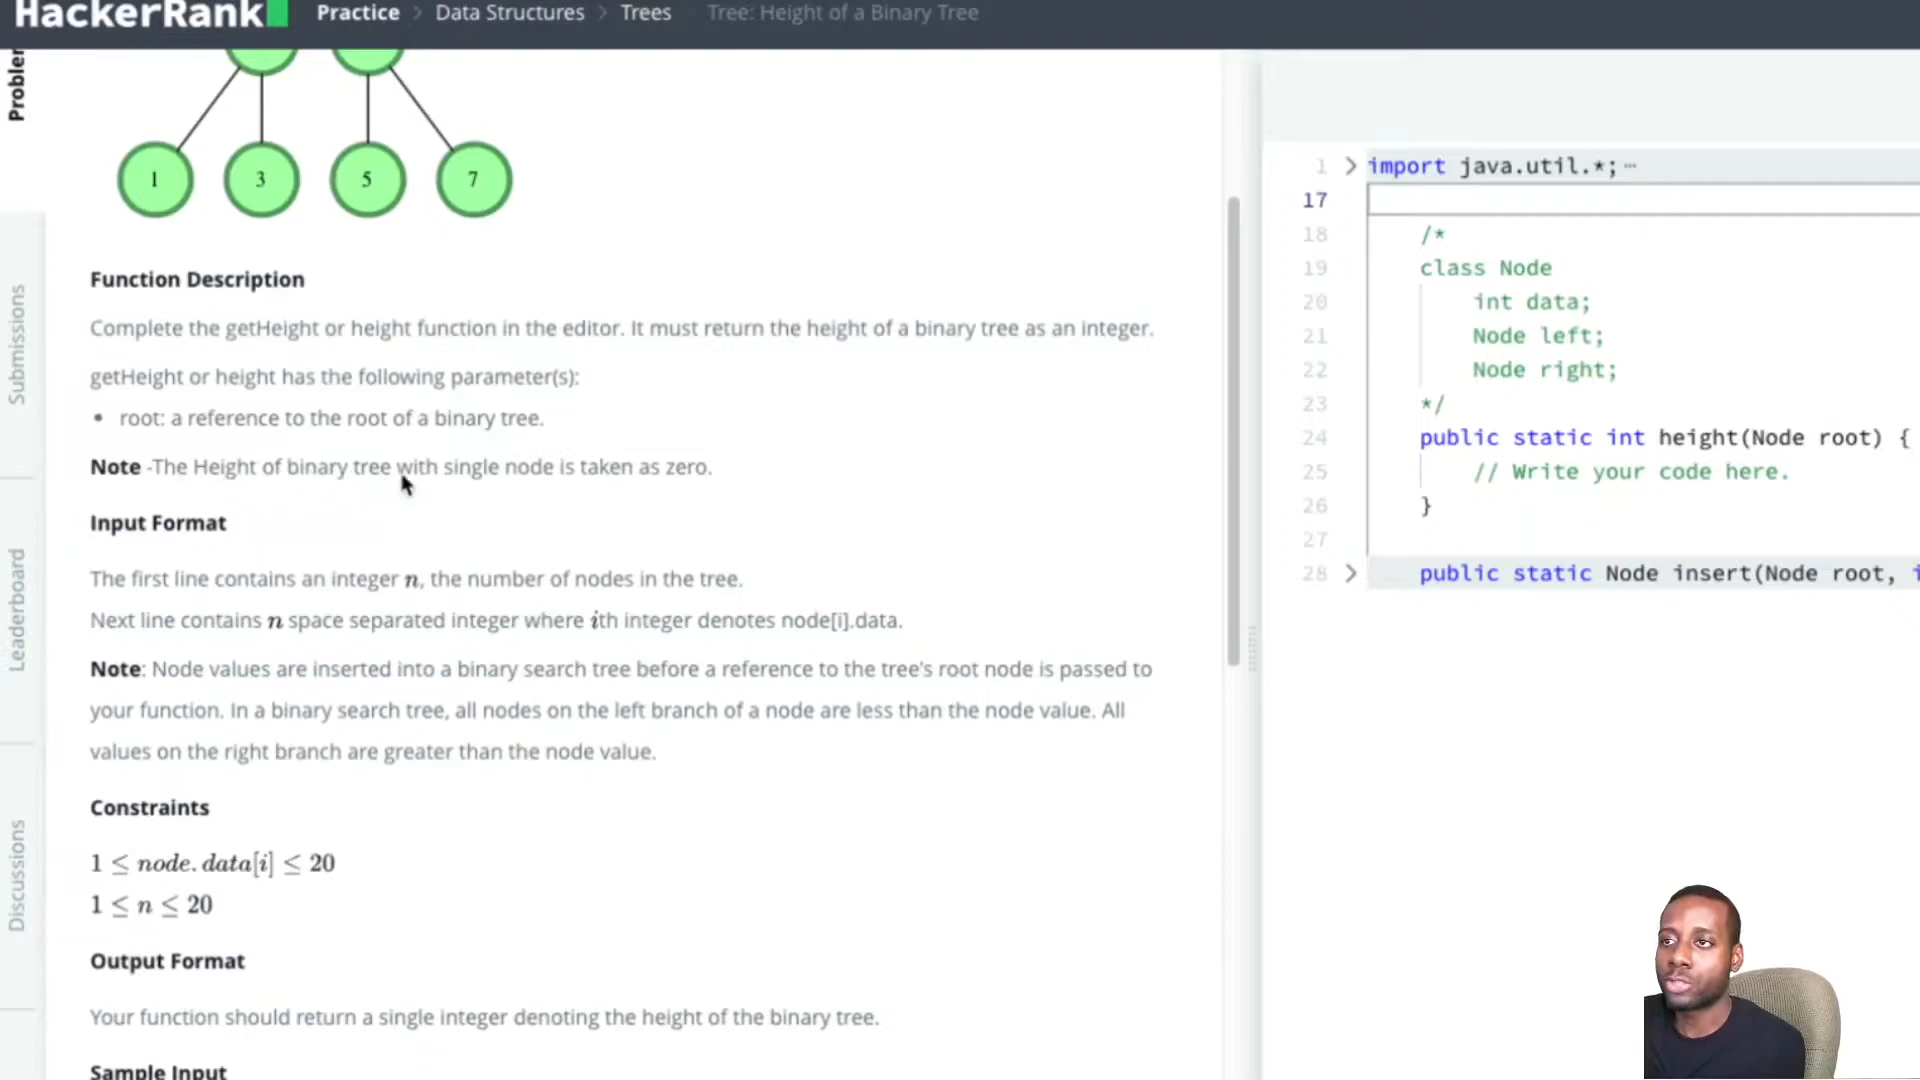 HackerRank
Practice > Data Structures > Trees > Tree: Height of a Binary Tree
Problem
1 3 5 7
Function Description
Complete the getHeight or height function in the editor. It must return the height of a binary tree as an integer.
getHeight or height has the following parameter(s):
• root: a reference to the root of a binary tree.
Note -The Height of binary tree with single node is taken as zero.
Input Format
The first line contains an integer n, the number of nodes in the tree.
Next line contains n space separated integer where ith integer denotes node[i].data.
Note: Node values are inserted into a binary search tree before a reference to the tree's root node is passed to
your function. In a binary search tree, all nodes on the left branch of a node are less than the node value. All
values on the right branch are greater than the node value.
Constraints
1 ≤ node. data[i] ≤ 20
1 ≤ n ≤ 20
Output Format
Your function should return a single integer denoting the height of the binary tree.
Sample Input
Submissions
Leaderboard
Discussions
1 > import java.util.*; ⋯
17
18 /*
19 class Node
20 int data;
21 Node left;
22 Node right;
23 */
24 public static int height(Node root) {
25 // Write your code here.
26 }
27
28 > public static Node insert(Node root,